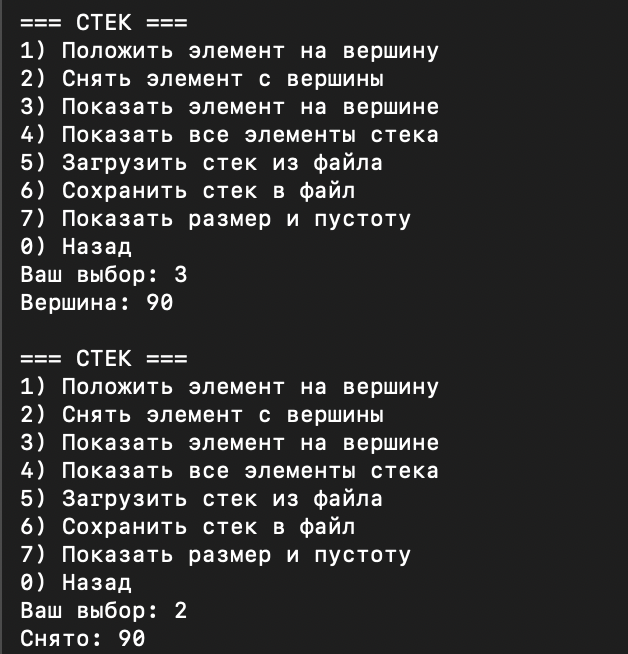 === СТЕК ===
1) Положить элемент на вершину
2) Снять элемент с вершины
3) Показать элемент на вершине
4) Показать все элементы стека
5) Загрузить стек из файла
6) Сохранить стек в файл
7) Показать размер и пустоту
0) Назад
Ваш выбор: 3
Вершина: 90

=== СТЕК ===
1) Положить элемент на вершину
2) Снять элемент с вершины
3) Показать элемент на вершине
4) Показать все элементы стека
5) Загрузить стек из файла
6) Сохранить стек в файл
7) Показать размер и пустоту
0) Назад
Ваш выбор: 2
Снято: 90